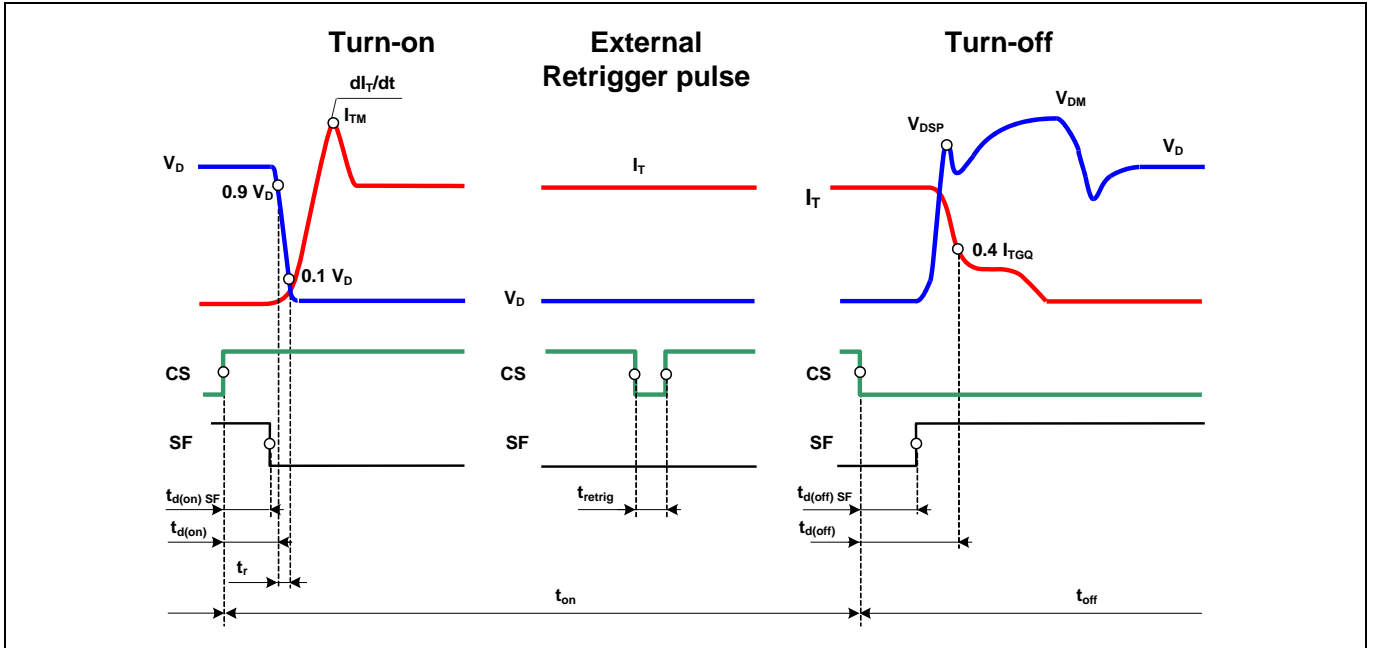 Turn-on
External
Retrigger pulse
Turn-off
dIT/dt
ITM
VD
0.9 VD
0.1 VD
IT
VD
VDSP
VDM
VD
IT
0.4 ITGQ
CS
CS
SF
SF
SF
td(on) SF
tretrig
td(off) SF
td(on)
td(off)
tr
ton
toff